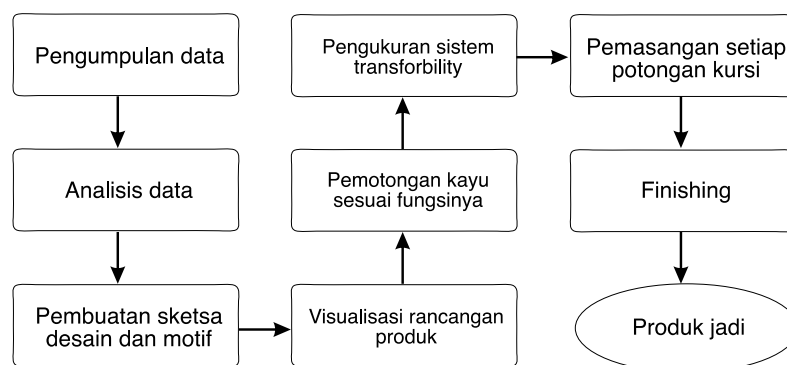 Pengumpulan data
Analisis data
Pembuatan sketsa
desain dan motif
Visualisasi rancangan
produk
Pemotongan kayu
sesuai fungsinya
Pengukuran sistem
transforbility
Pemasangan setiap
potongan kursi
Finishing
Produk jadi